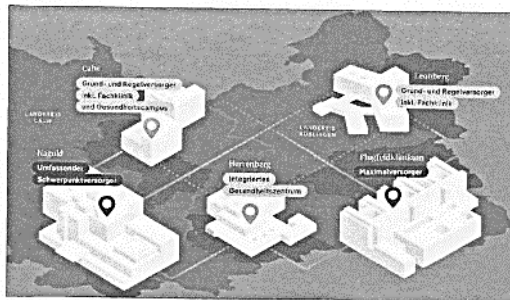 Calw
Grund- und Regelversorger
inkl. Fachklinik
und Gesundheitscampus
LANDKREIS
CALW
Leonberg
Grund- und Regelversorger
inkl. Fachklinik
LANDKREIS
BÖBLINGEN
Nagold
Umfassender
Schwerpunktversorger
Herrenberg
Integriertes
Gesundheitszentrum
Flugfeldklinikum
Maximalversorger